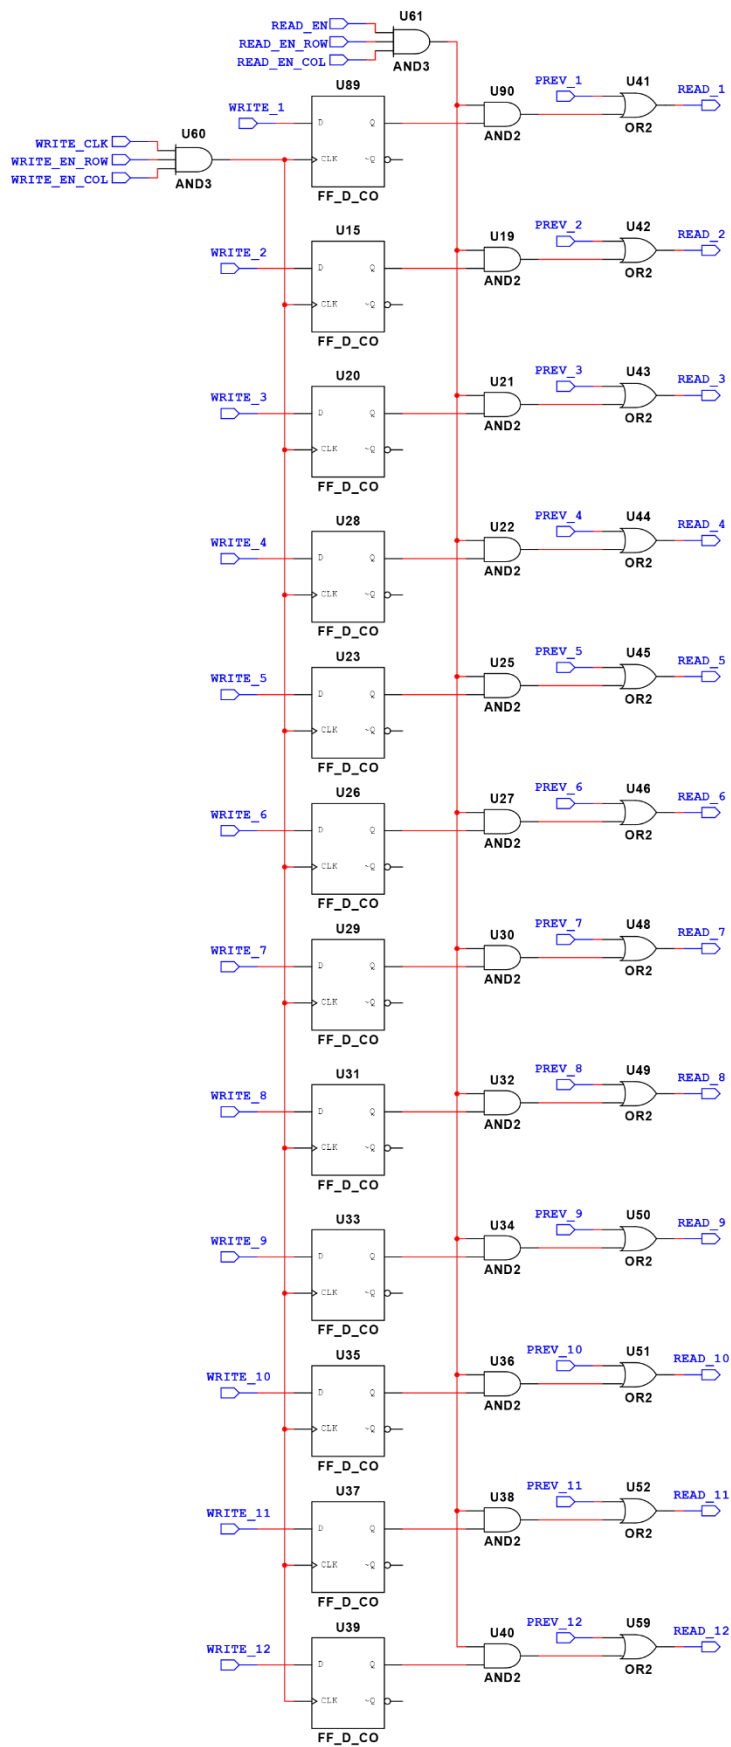 U61
READ_EN
READ_EN_ROW
READ_EN_COL
AND3
U89 U90 PREV_1 U41 READ_1
WRITE_1 D Q AND2 OR2
U60
WRITE_CLK
WRITE_EN_ROW CLK ~Q
WRITE_EN_COL AND3
FF_D_CO
U15 U19 PREV_2 U42 READ_2
WRITE_2 D Q AND2 OR2
CLK ~Q
FF_D_CO
U20 U21 PREV_3 U43 READ_3
WRITE_3 D Q AND2 OR2
CLK ~Q
FF_D_CO
U28 U22 PREV_4 U44 READ_4
WRITE_4 D Q AND2 OR2
CLK ~Q
FF_D_CO
U23 U25 PREV_5 U45 READ_5
WRITE_5 D Q AND2 OR2
CLK ~Q
FF_D_CO
U26 U27 PREV_6 U46 READ_6
WRITE_6 D Q AND2 OR2
CLK ~Q
FF_D_CO
U29 U30 PREV_7 U48 READ_7
WRITE_7 D Q AND2 OR2
CLK ~Q
FF_D_CO
U31 U32 PREV_8 U49 READ_8
WRITE_8 D Q AND2 OR2
CLK ~Q
FF_D_CO
U33 U34 PREV_9 U50 READ_9
WRITE_9 D Q AND2 OR2
CLK ~Q
FF_D_CO
U35 U36 PREV_10 U51 READ_10
WRITE_10 D Q AND2 OR2
CLK ~Q
FF_D_CO
U37 U38 PREV_11 U52 READ_11
WRITE_11 D Q AND2 OR2
CLK ~Q
FF_D_CO
U39 U40 PREV_12 U59 READ_12
WRITE_12 D Q AND2 OR2
CLK ~Q
FF_D_CO